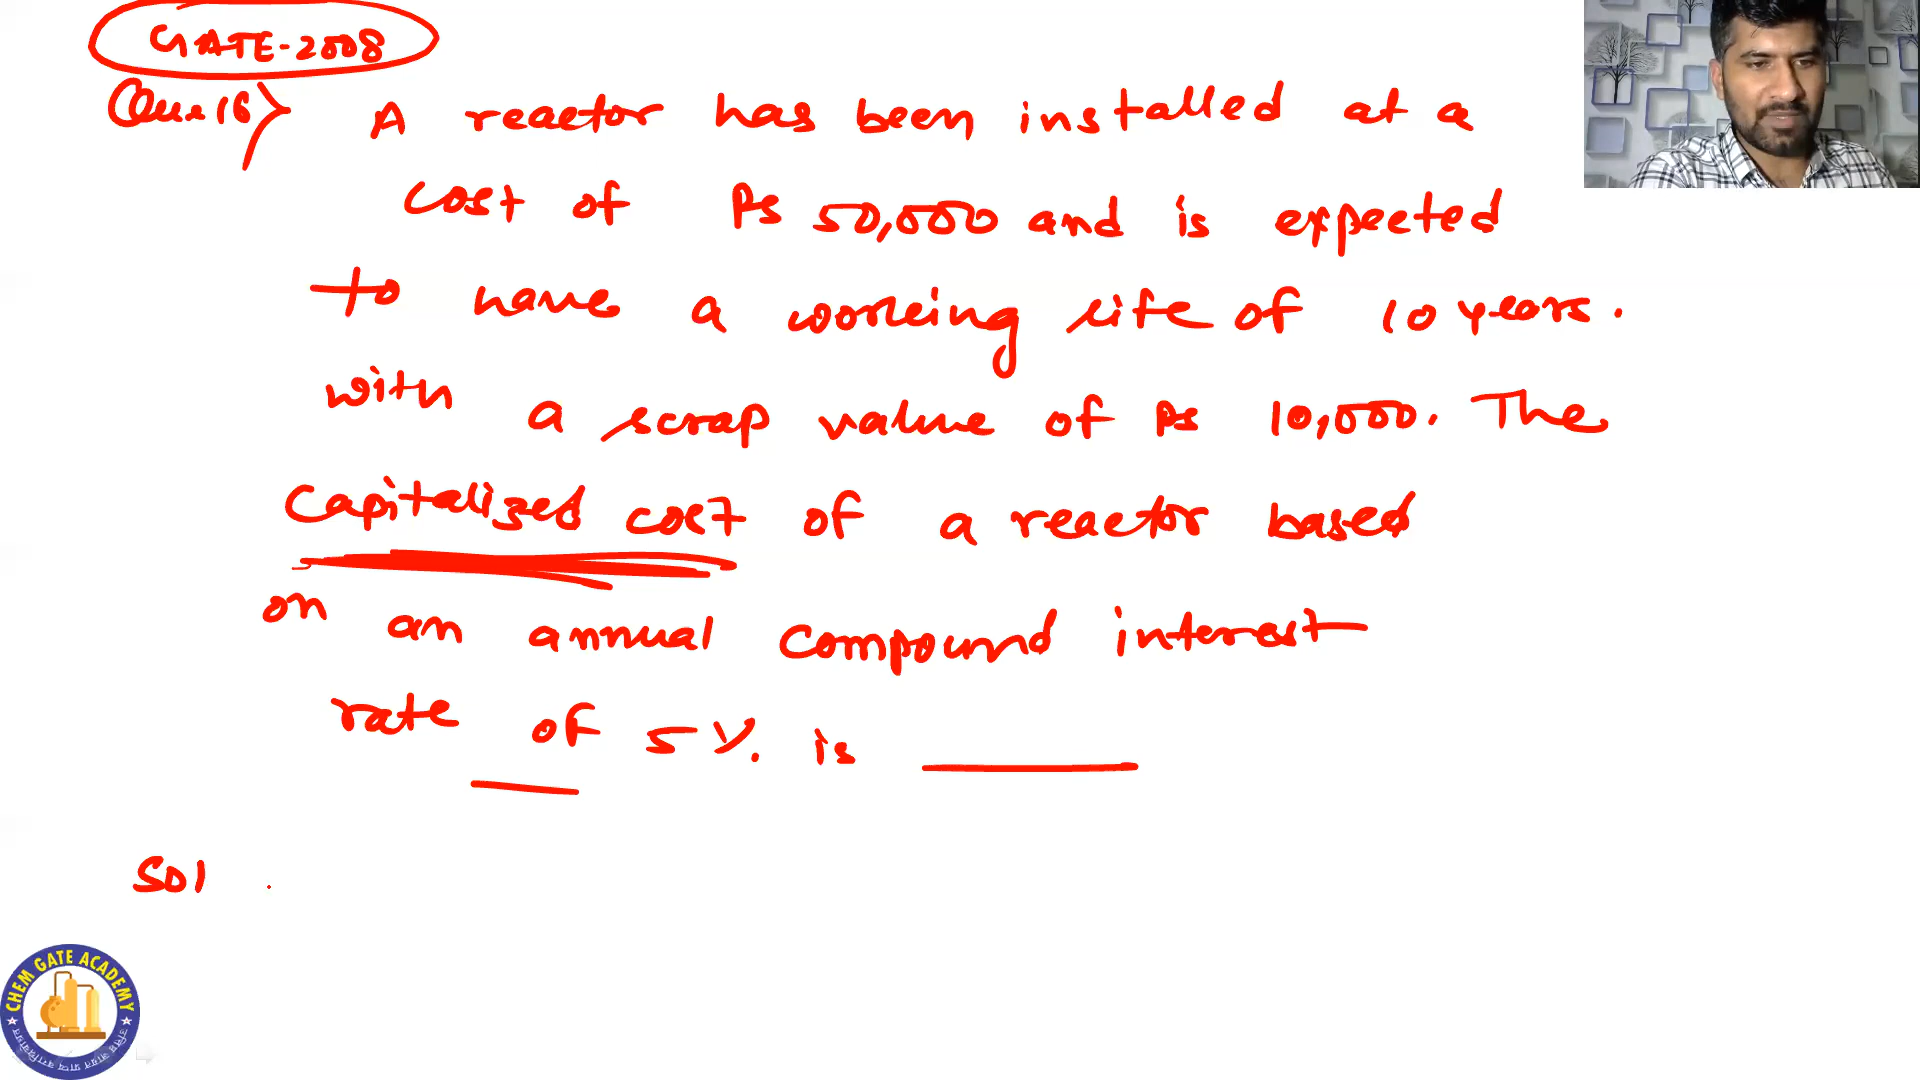 GATE-2008
Que 16) A reactor has been installed at a
cost of Rs 50,000 and is expected
to have a working life of 10 years.
with a scrap value of Rs 10,000. The
Capitalized cost of a reactor based
on an annual compound interest
rate of 5%. is ______
Sol
CHEM GATE ACADEMY